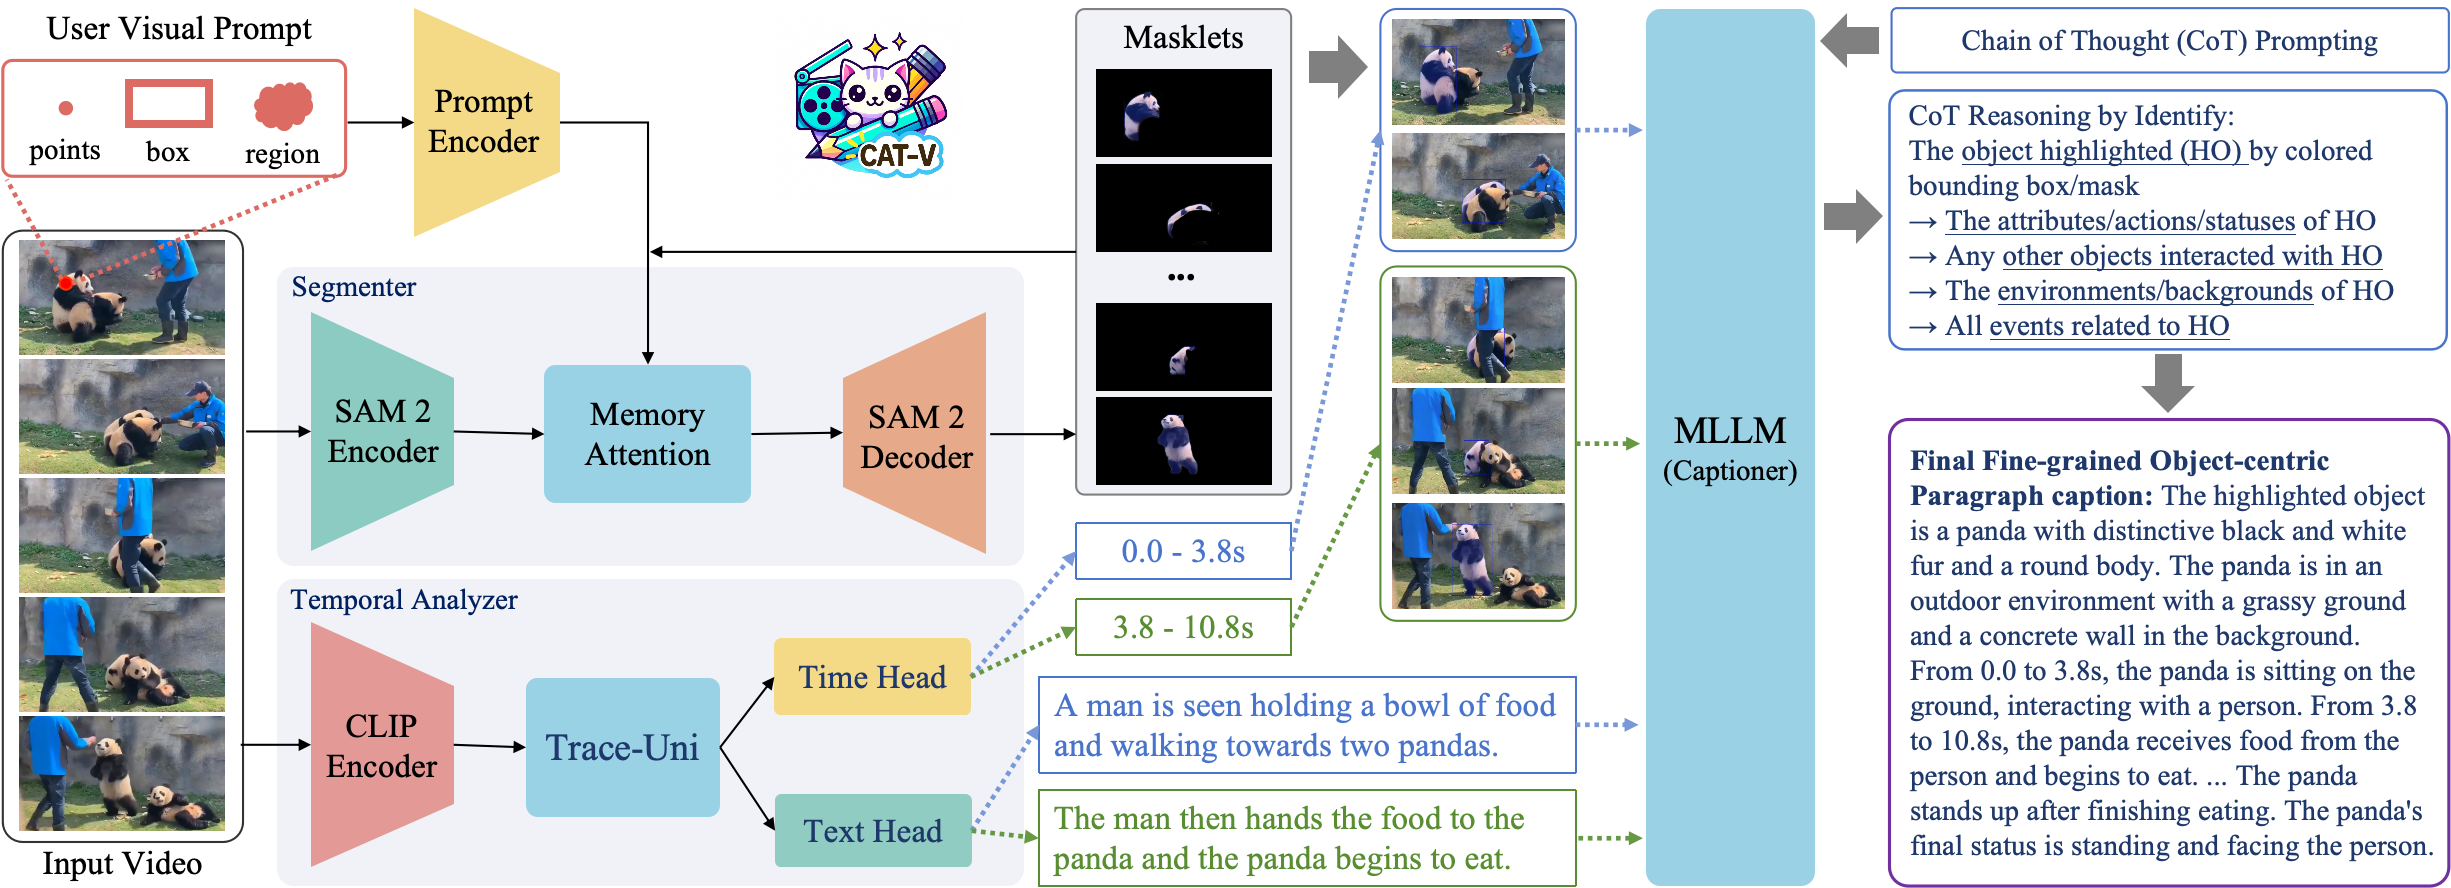 User Visual Prompt
points
box
region
Prompt
Encoder
CAT-V
Masklets
...
Chain of Thought (CoT) Prompting
CoT Reasoning by Identify:
The object highlighted (HO) by colored
bounding box/mask
→ The attributes/actions/statuses of HO
→ Any other objects interacted with HO
→ The environments/backgrounds of HO
→ All events related to HO
Segmenter
SAM 2
Encoder
Memory
Attention
SAM 2
Decoder
MLLM
(Captioner)
0.0 - 3.8s
3.8 - 10.8s
Temporal Analyzer
CLIP
Encoder
Trace-Uni
Time Head
Text Head
A man is seen holding a bowl of food
and walking towards two pandas.
The man then hands the food to the
panda and the panda begins to eat.
Input Video
Final Fine-grained Object-centric
Paragraph caption: The highlighted object
is a panda with distinctive black and white
fur and a round body. The panda is in an
outdoor environment with a grassy ground
and a concrete wall in the background.
From 0.0 to 3.8s, the panda is sitting on the
ground, interacting with a person. From 3.8
to 10.8s, the panda receives food from the
person and begins to eat. ... The panda
stands up after finishing eating. The panda's
final status is standing and facing the person.